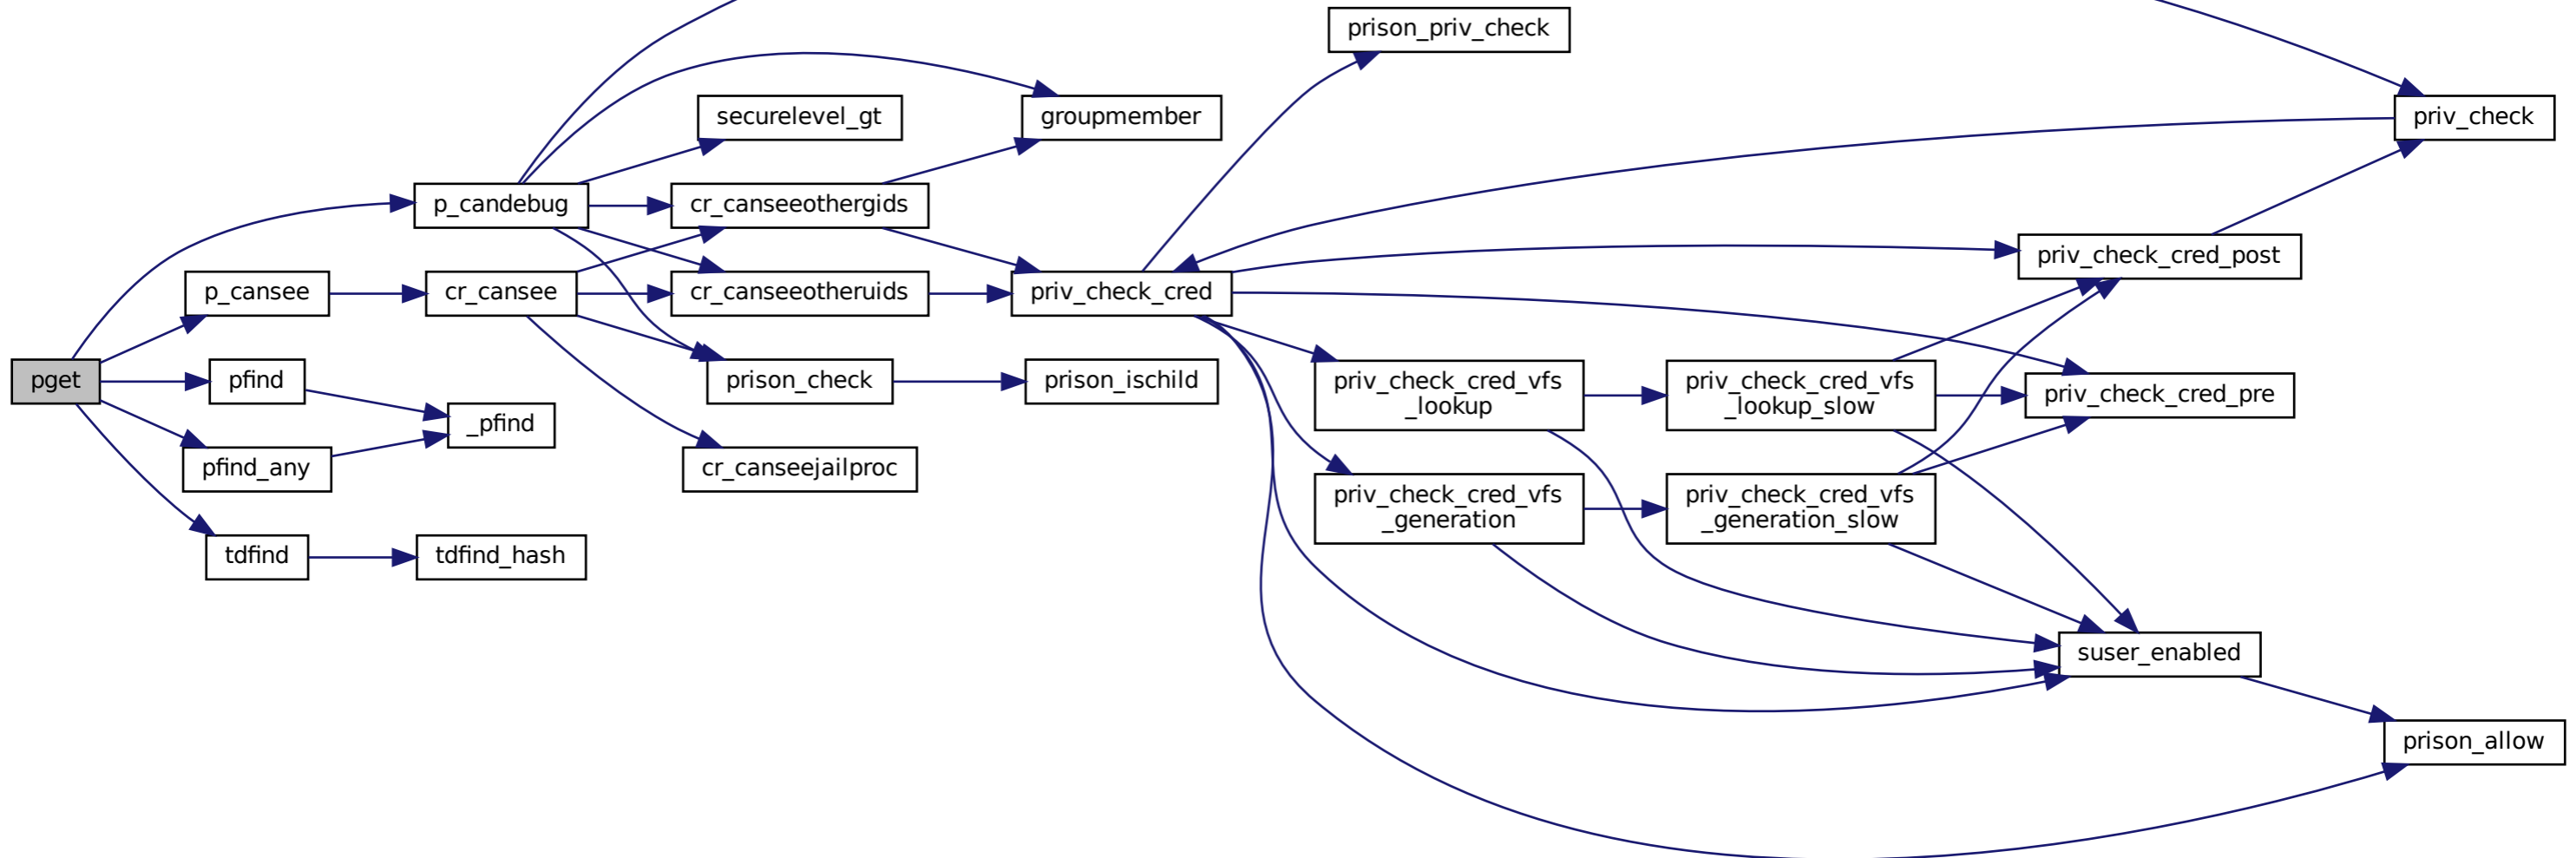 prison_priv_check
securelevel_gt
groupmember
priv_check
p_candebug
cr_canseeothergids
priv_check_cred_post
p_cansee
cr_cansee
cr_canseeotheruids
priv_check_cred
pget
pfind
prison_check
prison_ischild
priv_check_cred_vfs
_lookup
priv_check_cred_vfs
_lookup_slow
priv_check_cred_pre
_pfind
pfind_any
cr_canseejailproc
priv_check_cred_vfs
_generation
priv_check_cred_vfs
_generation_slow
tdfind
tdfind_hash
suser_enabled
prison_allow